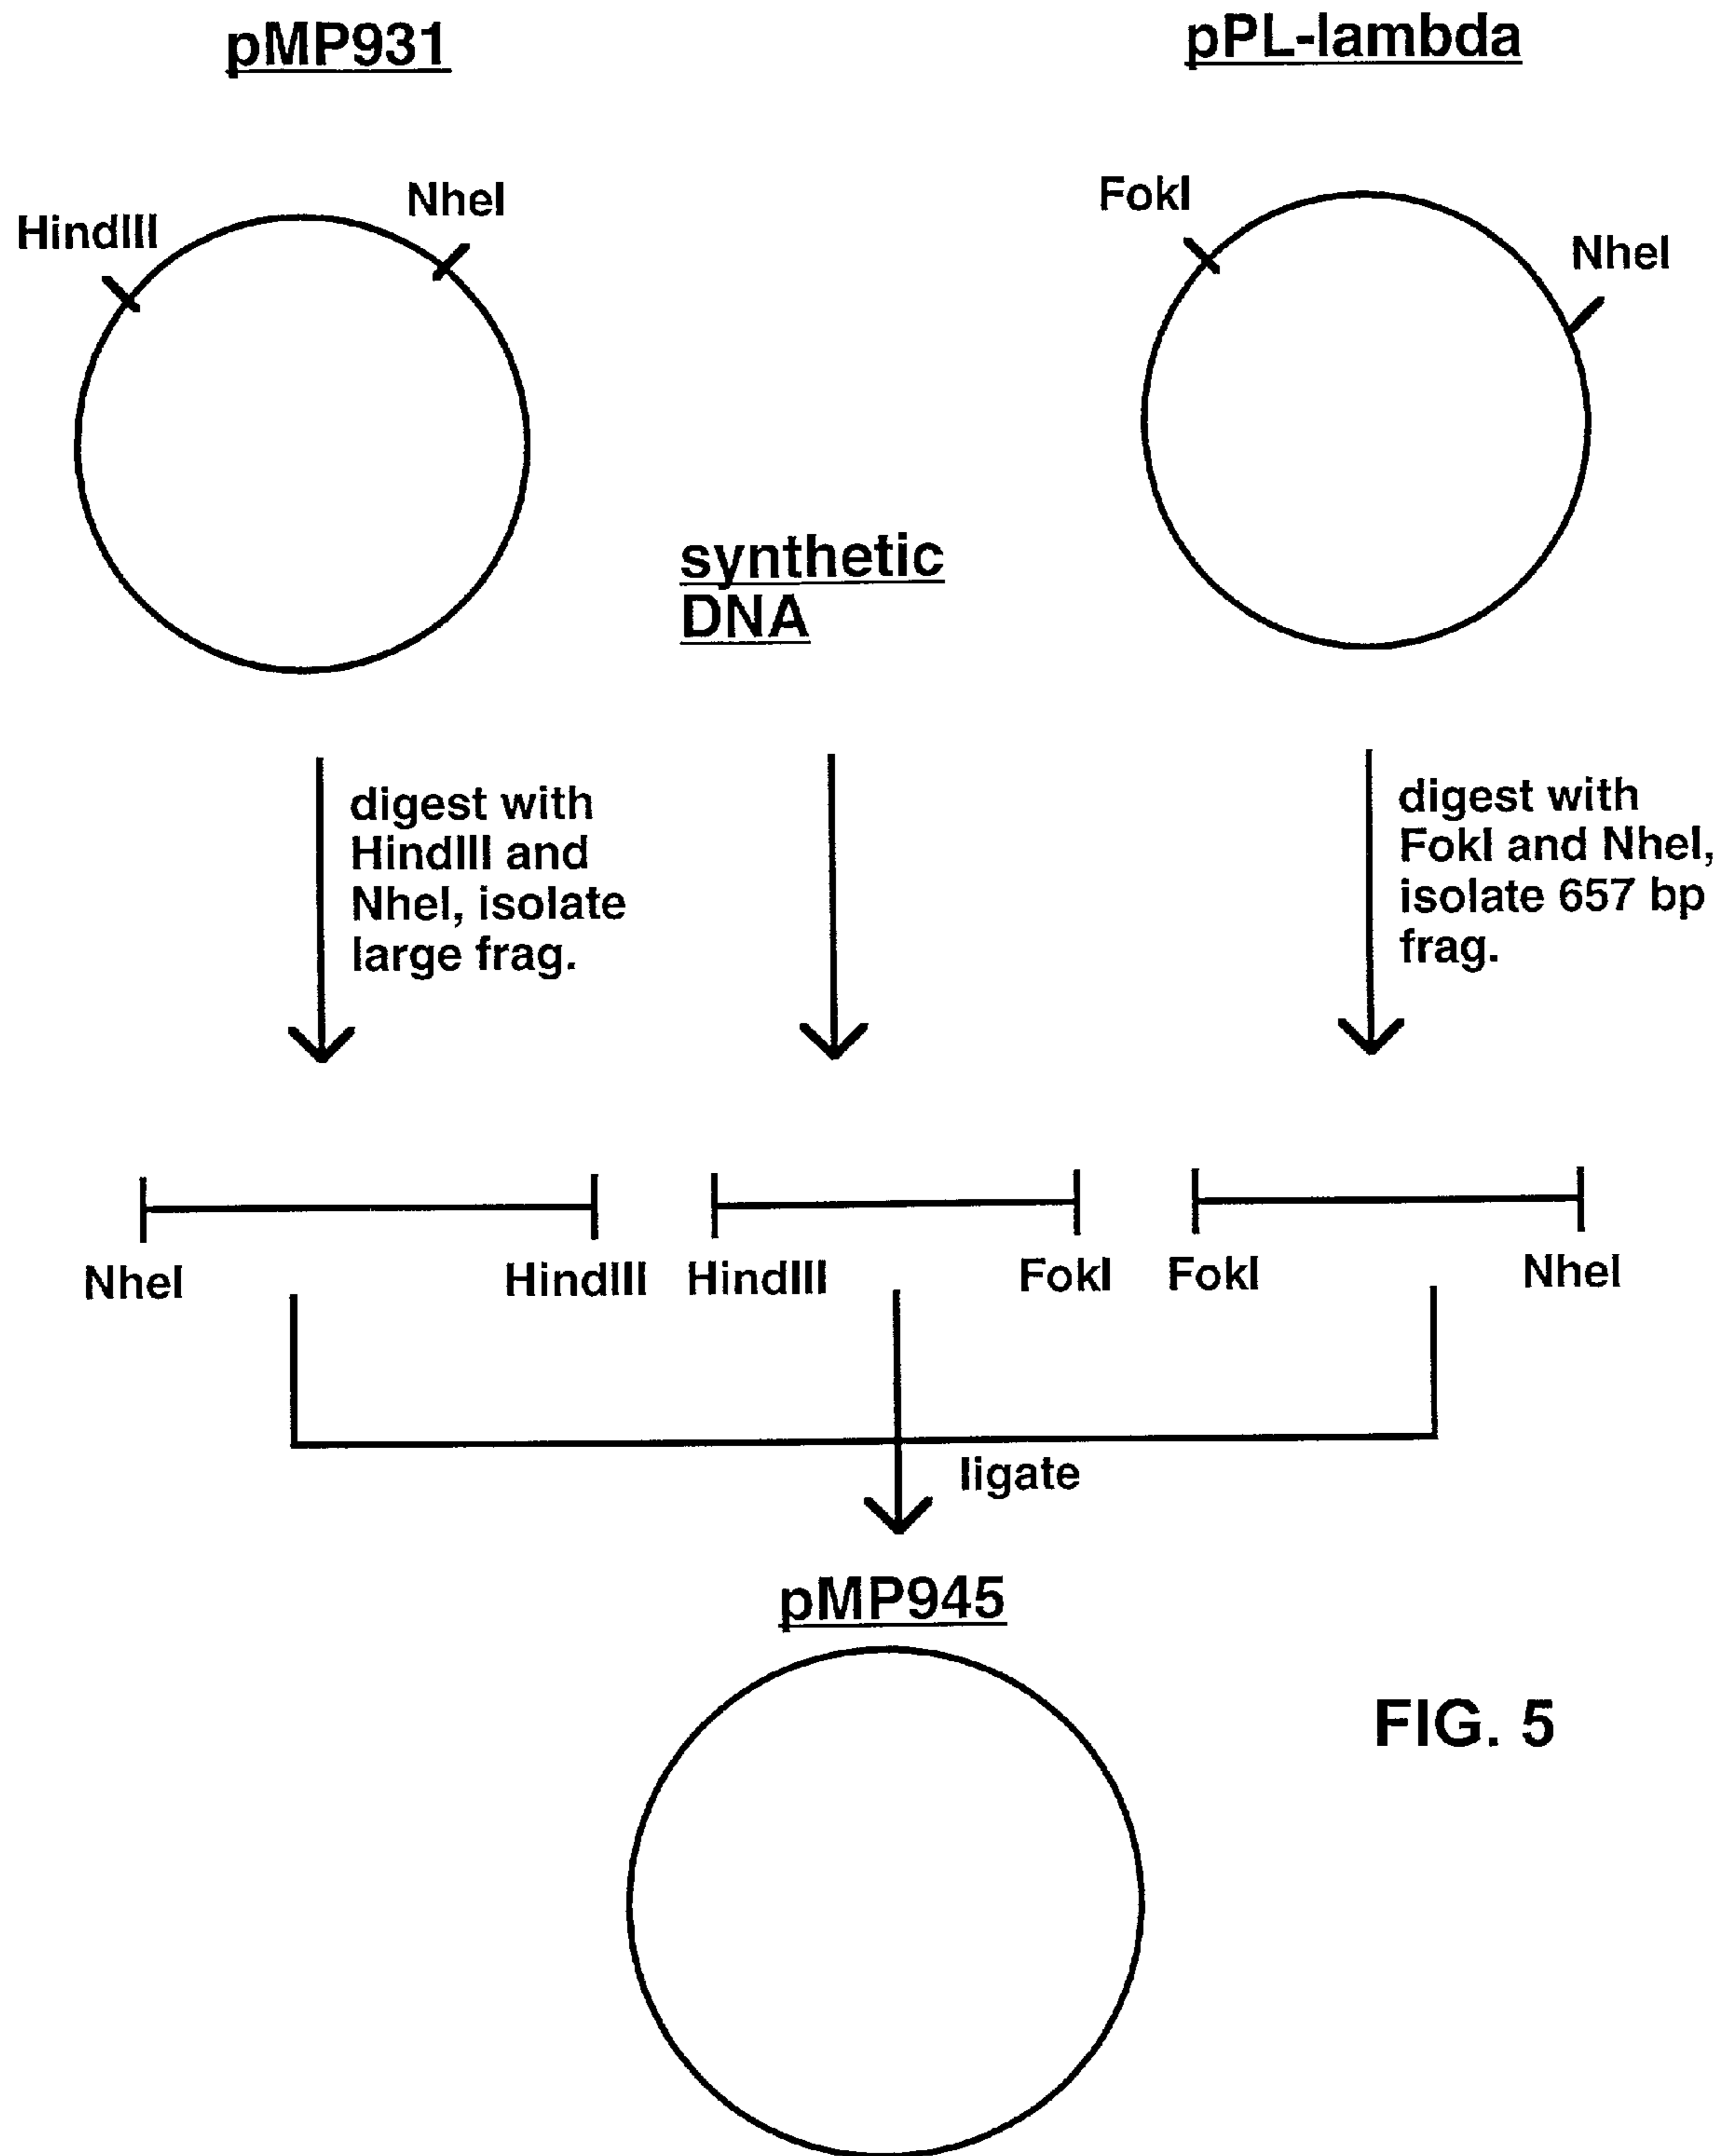 pMP931
pPL-lambda
HindIII
NheI
FokI
NheI
synthetic
DNA
digest with
HindIII and
NheI, isolate
large frag.
digest with
FokI and NheI,
isolate 657 bp
frag.
NheI
HindIII
HindIII
FokI
FokI
NheI
ligate
pMP945
FIG. 5